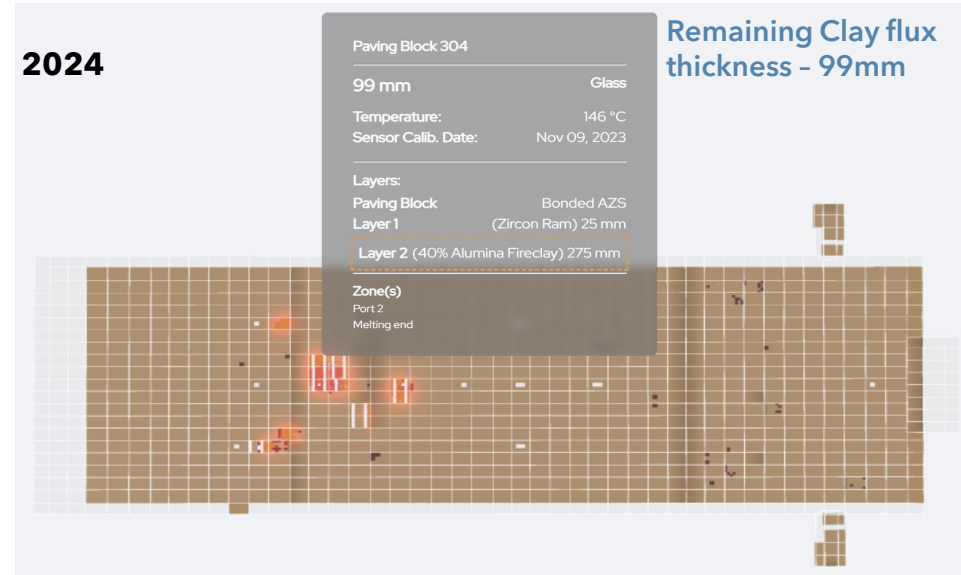 2024
Remaining Clay flux
thickness - 99mm
Paving Block 304
99 mm Glass
Temperature: 146 °C
Sensor Calib. Date: Nov 09, 2023
Layers:
Paving Block Bonded AZS
Layer 1 (Zircon Ram) 25 mm
Layer 2 (40% Alumina Fireclay) 275 mm
Zone(s)
Port 2
Melting end